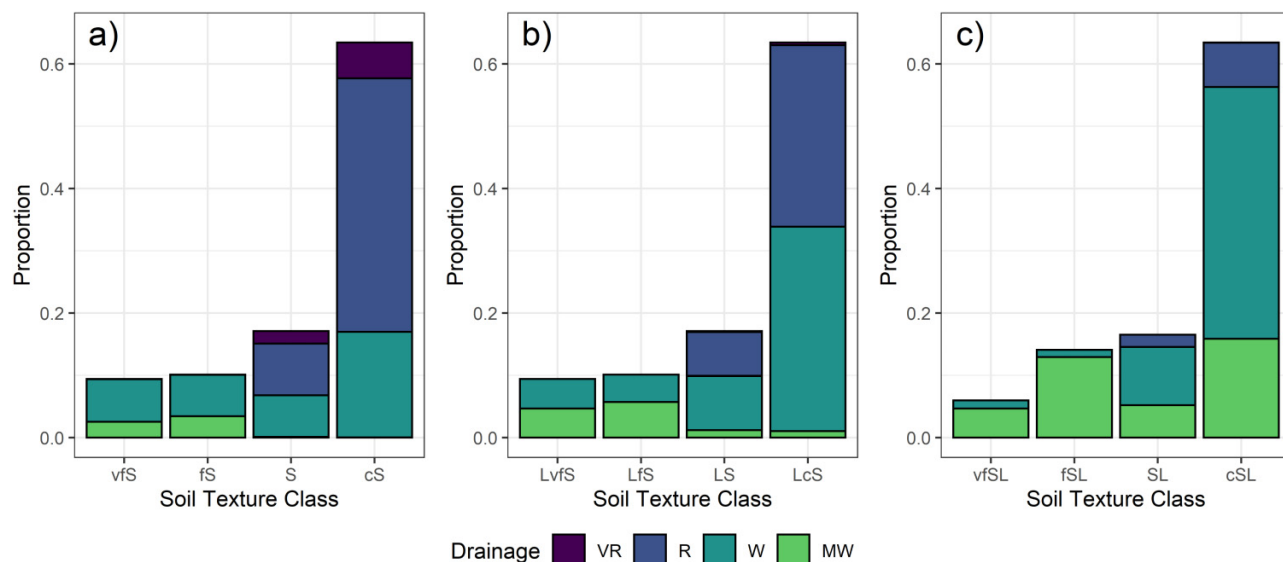 a)
Proportion
0.6
0.4
0.2
0.0
vfS fS S cS
Soil Texture Class
b)
Proportion
0.6
0.4
0.2
0.0
LvfS LfS LS LcS
Soil Texture Class
c)
Proportion
0.6
0.4
0.2
0.0
vfSL fSL SL cSL
Soil Texture Class
Drainage VR R W MW